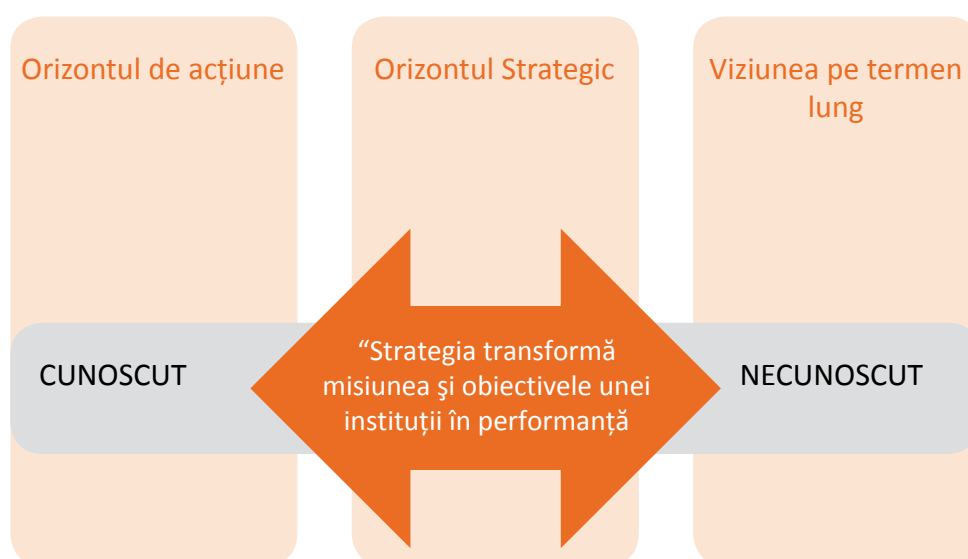 Orizontul de acțiune
Orizontul Strategic
Viziunea pe termen
lung
CUNOSCUT
“Strategia transformă
misiunea şi obiectivele unei
instituții în performanță
NECUNOSCUT